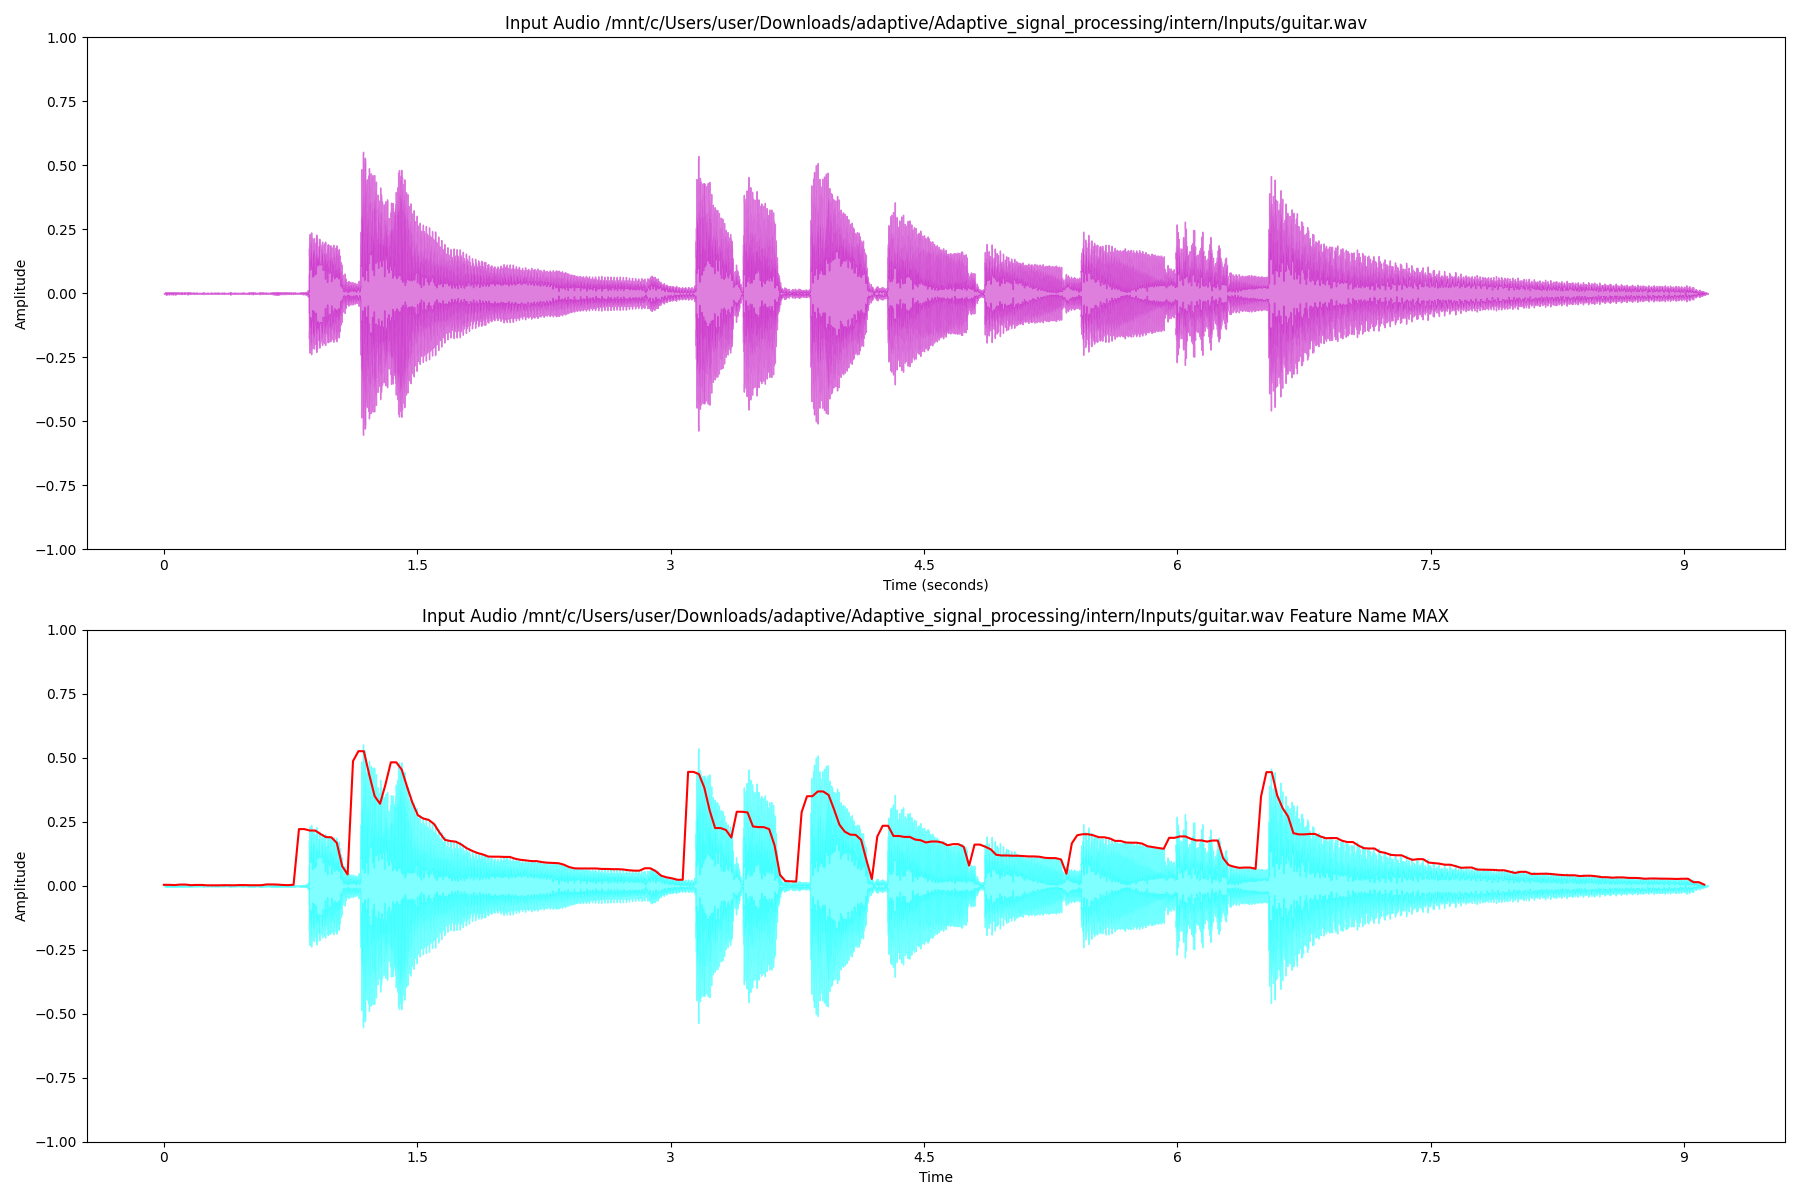 Input Audio /mnt/c/Users/user/Downloads/adaptive/Adaptive_signal_processing/intern/Inputs/guitar.wav
1.00
0.75
0.50
0.25
0.00
−0.25
−0.50
−0.75
−1.00
Amplitude
0 1.5 3 4.5 6 7.5 9
Time (seconds)
Input Audio /mnt/c/Users/user/Downloads/adaptive/Adaptive_signal_processing/intern/Inputs/guitar.wav Feature Name MAX
1.00
0.75
0.50
0.25
0.00
−0.25
−0.50
−0.75
−1.00
Amplitude
0 1.5 3 4.5 6 7.5 9
Time